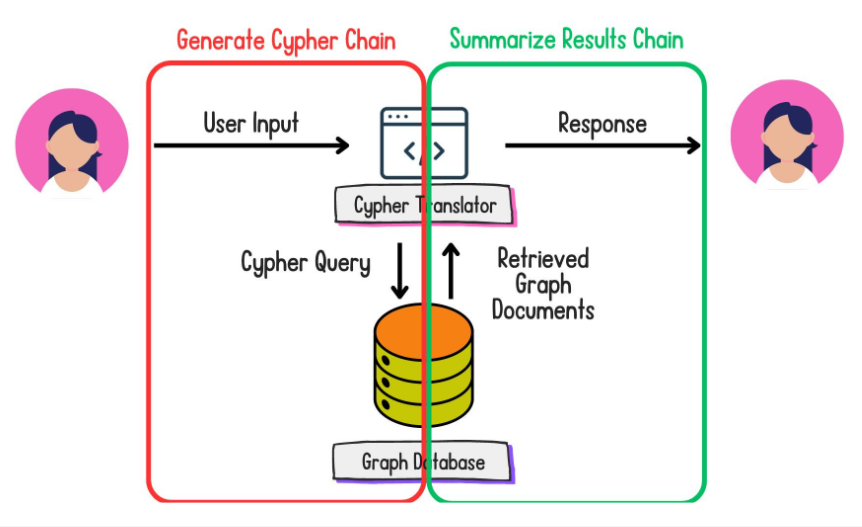 Generate Cypher Chain
Summarize Results Chain
User Input
Response
</>
Cypher Translator
Cypher Query
Retrieved
Graph
Documents
Graph Database